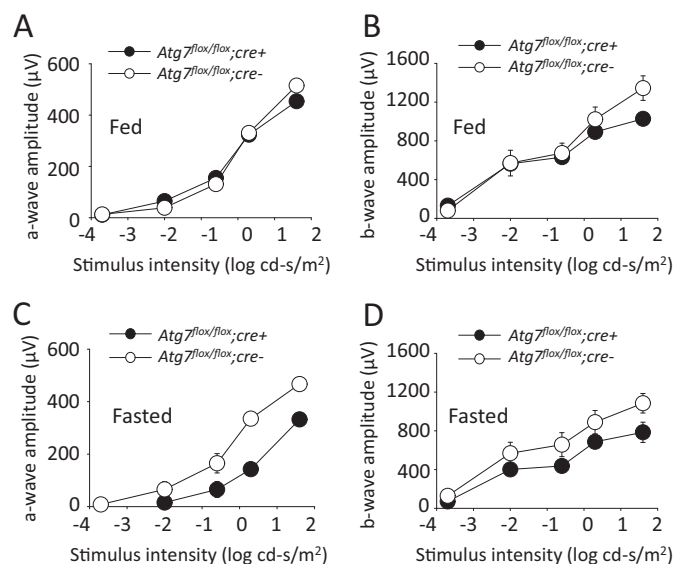 A
Atg7flox/flox;cre+
Atg7flox/flox;cre-
a-wave amplitude (µV)
600
400
200
0
Fed
-4 -3 -2 -1 0 1 2
Stimulus intensity (log cd-s/m²)
B
Atg7flox/flox;cre+
Atg7flox/flox;cre-
b-wave amplitude (µV)
1600
1200
800
400
0
Fed
-4 -3 -2 -1 0 1 2
Stimulus intensity (log cd-s/m²)
C
Atg7flox/flox;cre+
Atg7flox/flox;cre-
a-wave amplitude (µV)
600
400
200
0
Fasted
-4 -3 -2 -1 0 1 2
Stimulus intensity (log cd-s/m²)
D
Atg7flox/flox;cre+
Atg7flox/flox;cre-
b-wave amplitude (µV)
1600
1200
800
400
0
Fasted
-4 -3 -2 -1 0 1 2
Stimulus intensity (log cd-s/m²)